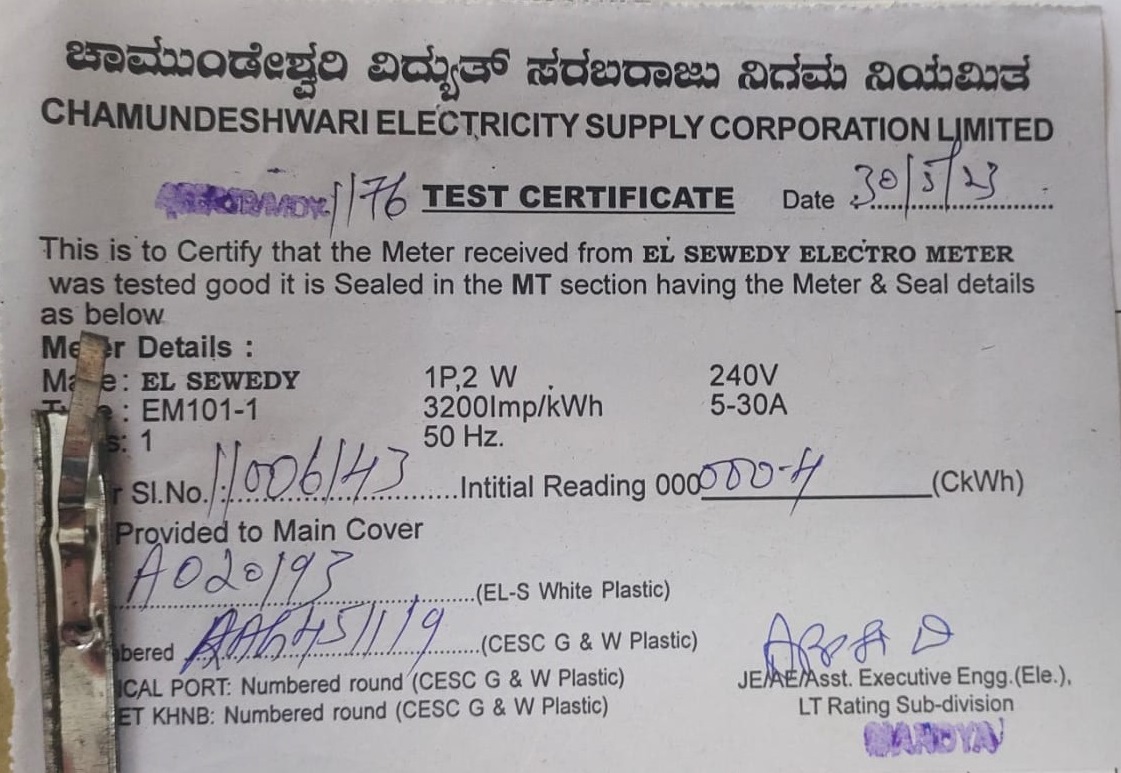 ಚಾಮುಂಡೇಶ್ವರಿ ವಿದ್ಯುತ್ ಸರಬರಾಜು ನಿಗಮ ನಿಯಮಿತ
CHAMUNDESHWARI ELECTRICITY SUPPLY CORPORATION LIMITED
1176 TEST CERTIFICATE Date 30/5/23
This is to Certify that the Meter received from EL SEWEDY ELECTRO METER
was tested good it is Sealed in the MT section having the Meter & Seal details
as below
Details :
EL SEWEDY 1P,2 W 240V
: EM101-1 3200Imp/kWh 5-30A
: 1 50 Hz.
Sl.No. 11006143 Intitial Reading 000000-4 (CkWh)
Provided to Main Cover
A020193 (EL-S White Plastic)
(CESC G & W Plastic)
PORT: Numbered round (CESC G & W Plastic)
KHNB: Numbered round (CESC G & W Plastic)
JE/AE/Asst. Executive Engg.(Ele.),
LT Rating Sub-division
MANDYA